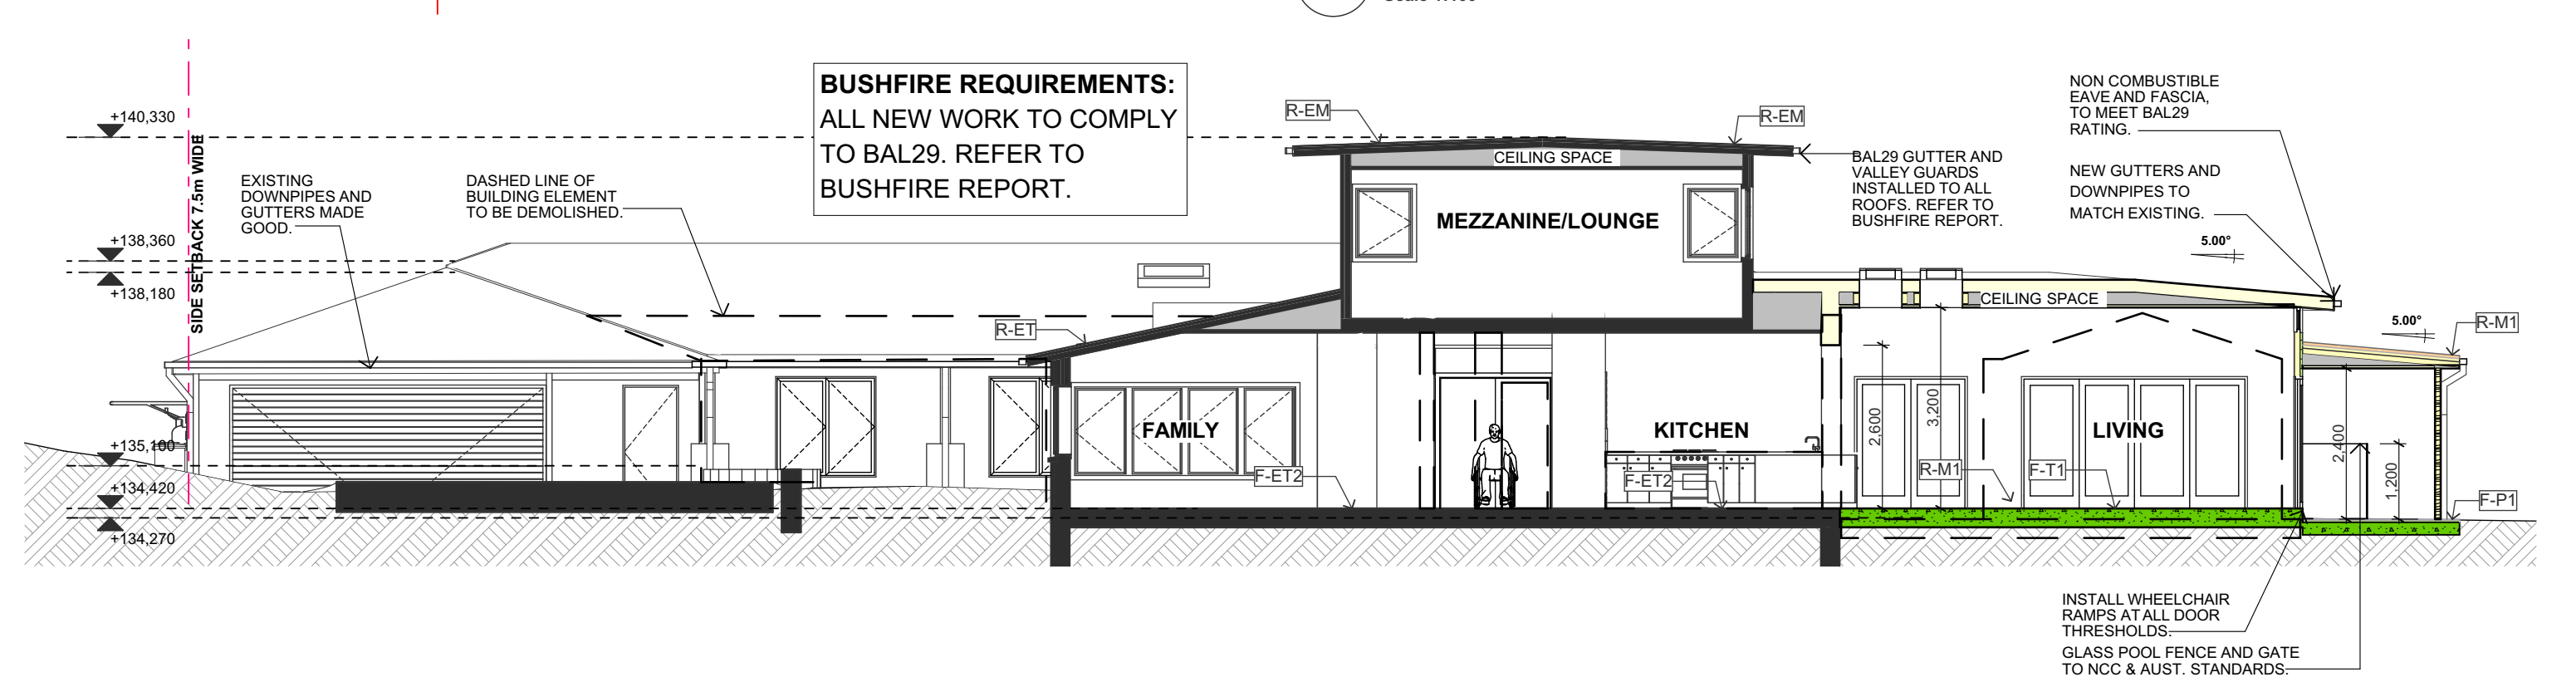 BUSHFIRE REQUIREMENTS:
ALL NEW WORK TO COMPLY
TO BAL29. REFER TO
BUSHFIRE REPORT.
+140,330
+138,360
+138,180
+135,100
+134,420
+134,270
SIDE SETBACK 7.5m WIDE
EXISTING
DOWNPIPES AND
GUTTERS MADE
GOOD.
DASHED LINE OF
BUILDING ELEMENT
TO BE DEMOLISHED.
R-EM
R-EM
CEILING SPACE
MEZZANINE/LOUNGE
BAL29 GUTTER AND
VALLEY GUARDS
INSTALLED TO ALL
ROOFS. REFER TO
BUSHFIRE REPORT.
NON COMBUSTIBLE
EAVE AND FASCIA,
TO MEET BAL29
RATING.
NEW GUTTERS AND
DOWNPIPES TO
MATCH EXISTING.
5.00°
CEILING SPACE
5.00°
R-M1
R-ET
FAMILY
KITCHEN
LIVING
2,600
3,200
2,400
1,200
F-ET2
F-ET2
R-M1
F-T1
F-P1
INSTALL WHEELCHAIR
RAMPS AT ALL DOOR
THRESHOLDS.
GLASS POOL FENCE AND GATE
TO NCC & AUST. STANDARDS.